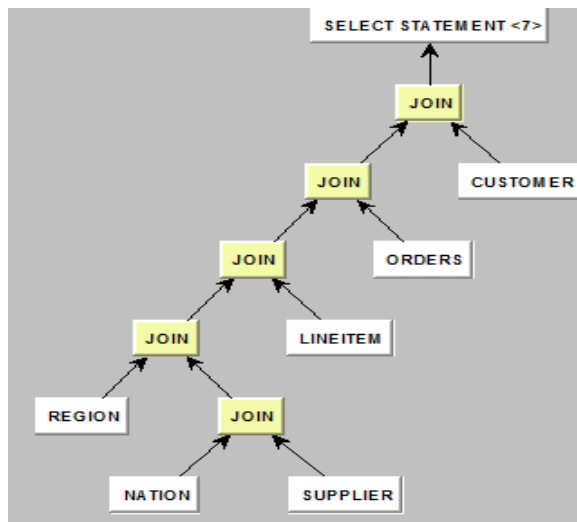 SELECT STATEMENT <7>
JOIN
JOIN
CUSTOMER
JOIN
ORDERS
JOIN
LINEITEM
REGION
JOIN
NATION
SUPPLIER